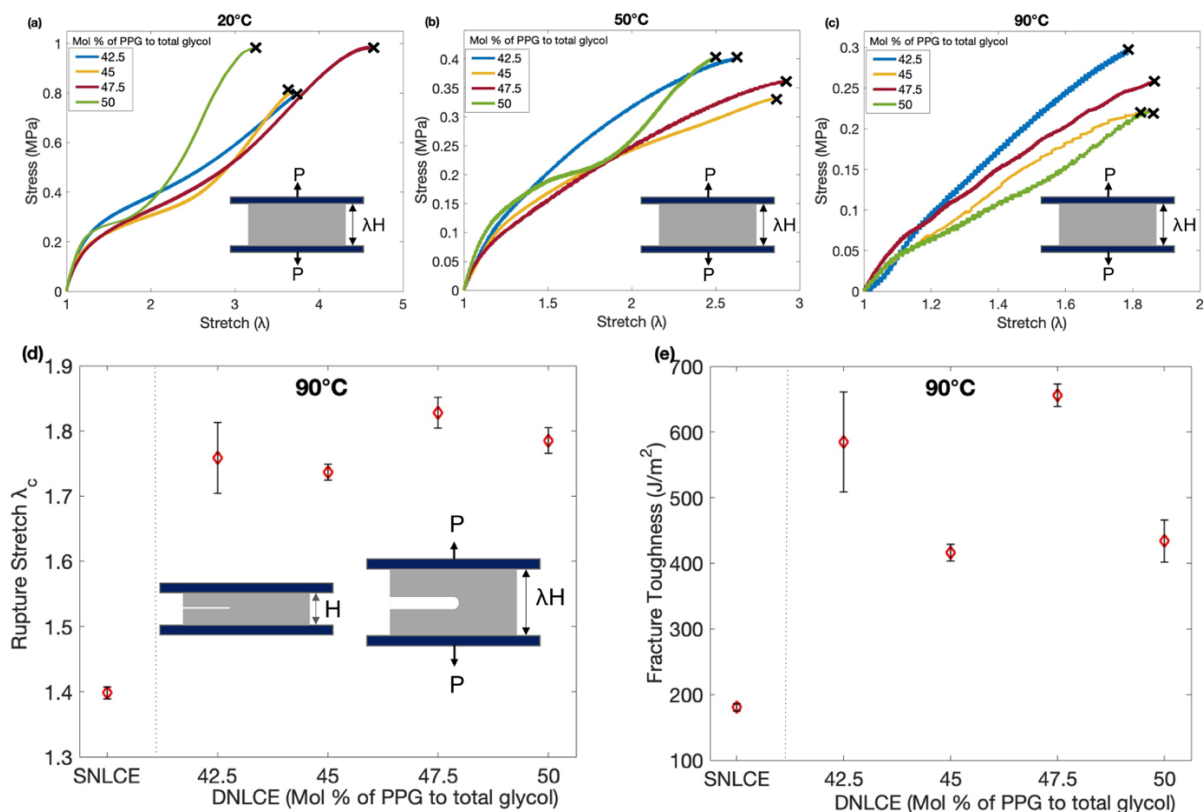 (a) 20°C
Mol % of PPG to total glycol
42.5
45
47.5
50
Stress (MPa)
1
0.8
0.6
0.4
0.2
0
1 2 3 4 5
Stretch (λ)
P
λH
P
(b) 50°C
Mol % of PPG to total glycol
42.5
45
47.5
50
Stress (MPa)
0.4
0.3
0.2
0.1
0
1 1.5 2 2.5 3
Stretch (λ)
P
λH
P
(c) 90°C
Mol % of PPG to total glycol
42.5
45
47.5
50
Stress (MPa)
0.3
0.25
0.2
0.15
0.1
0.05
0
1 1.2 1.4 1.6 1.8 2
Stretch (λ)
P
λH
P
(d)
90°C
Rupture Stretch λc
1.9
1.8
1.7
1.6
1.5
1.4
1.3
H
P
λH
P
SNLCE 42.5 45 47.5 50
DNLCE (Mol % of PPG to total glycol)
(e)
90°C
Fracture Toughness (J/m²)
700
600
500
400
300
200
100
SNLCE 42.5 45 47.5 50
DNLCE (Mol % of PPG to total glycol)